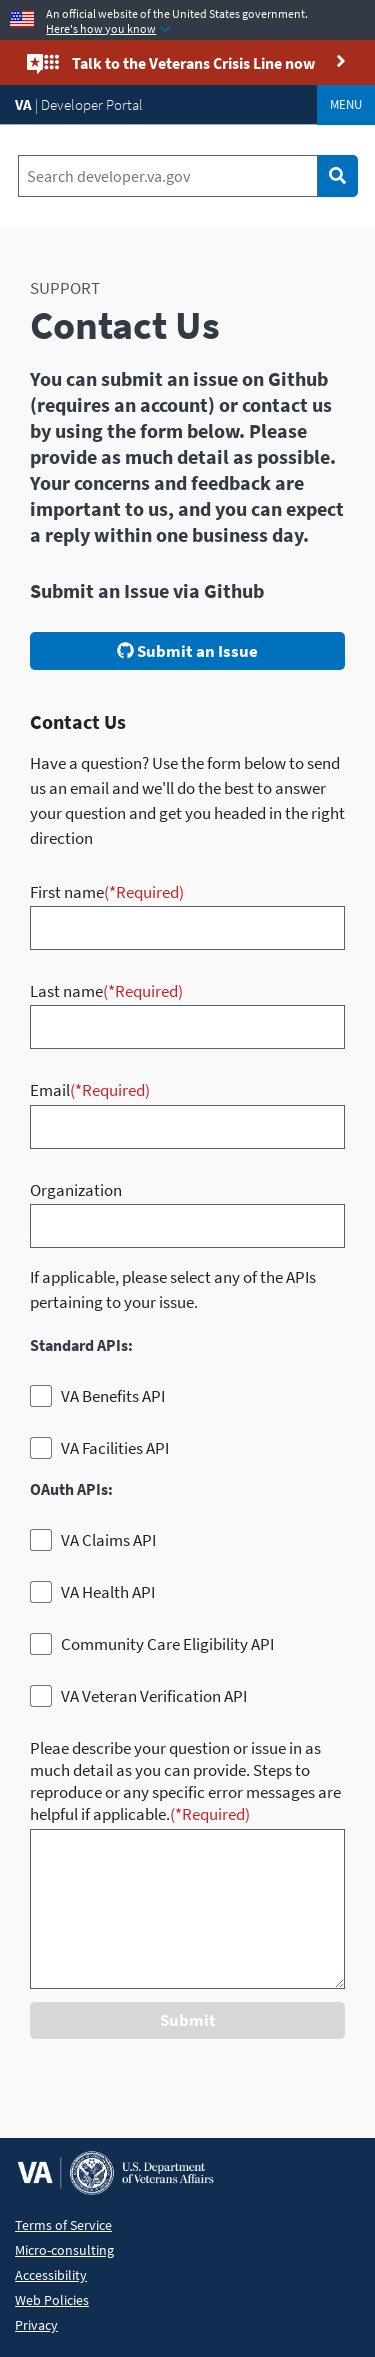 An official website of the United States government.
Here's how you know
Talk to the Veterans Crisis Line now
VA | Developer Portal
MENU
Search developer.va.gov
SUPPORT
Contact Us
You can submit an issue on Github
(requires an account) or contact us
by using the form below. Please
provide as much detail as possible.
Your concerns and feedback are
important to us, and you can expect
a reply within one business day.
Submit an Issue via Github
Submit an Issue
Contact Us
Have a question? Use the form below to send
us an email and we'll do the best to answer
your question and get you headed in the right
direction
First name(*Required)
Last name(*Required)
Email(*Required)
Organization
If applicable, please select any of the APIs
pertaining to your issue.
Standard APIs:
VA Benefits API
VA Facilities API
OAuth APIs:
VA Claims API
VA Health API
Community Care Eligibility API
VA Veteran Verification API
Pleae describe your question or issue in as
much detail as you can provide. Steps to
reproduce or any specific error messages are
helpful if applicable.(*Required)
Submit
VA
U.S. Department
of Veterans Affairs
Terms of Service
Micro-consulting
Accessibility
Web Policies
Privacy